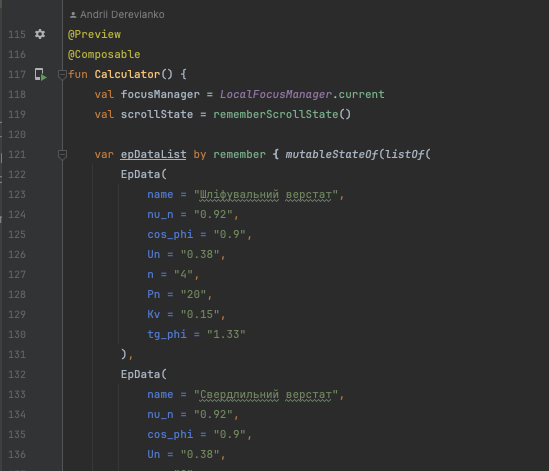 Andrii Derevianko
115 @Preview
116 @Composable
117 fun Calculator() {
118 val focusManager = LocalFocusManager.current
119 val scrollState = rememberScrollState()
120
121 var epDataList by remember { mutableStateOf(listOf(
122 EpData(
123 name = "Шліфувальний верстат",
124 nu_n = "0.92",
125 cos_phi = "0.9",
126 Un = "0.38",
127 n = "4",
128 Pn = "20",
129 Kv = "0.15",
130 tg_phi = "1.33"
131 ),
132 EpData(
133 name = "Свердлильний верстат",
134 nu_n = "0.92",
135 cos_phi = "0.9",
136 Un = "0.38",